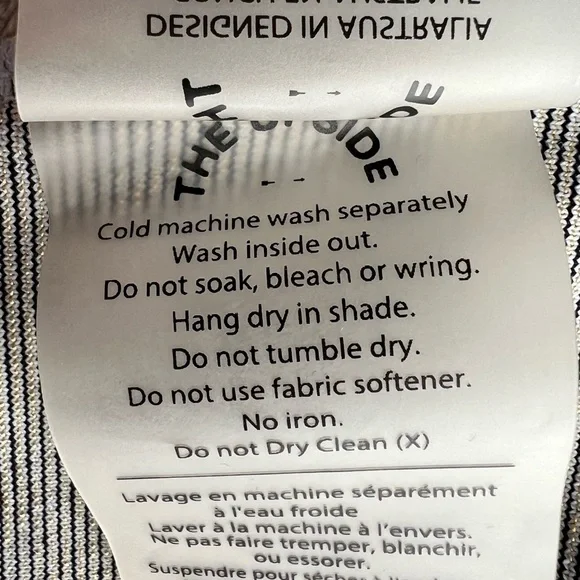 DESIGNED IN AUSTRALIA
Cold machine wash separately
Wash inside out.
Do not soak, bleach or wring.
Hang dry in shade.
Do not tumble dry.
Do not use fabric softener.
No iron.
Do not Dry Clean (X)
Lavage en machine séparément
à l'eau froide
Laver à la machine à l'envers.
Ne pas faire tremper, blanchir,
ou essorer.
Suspendre pour